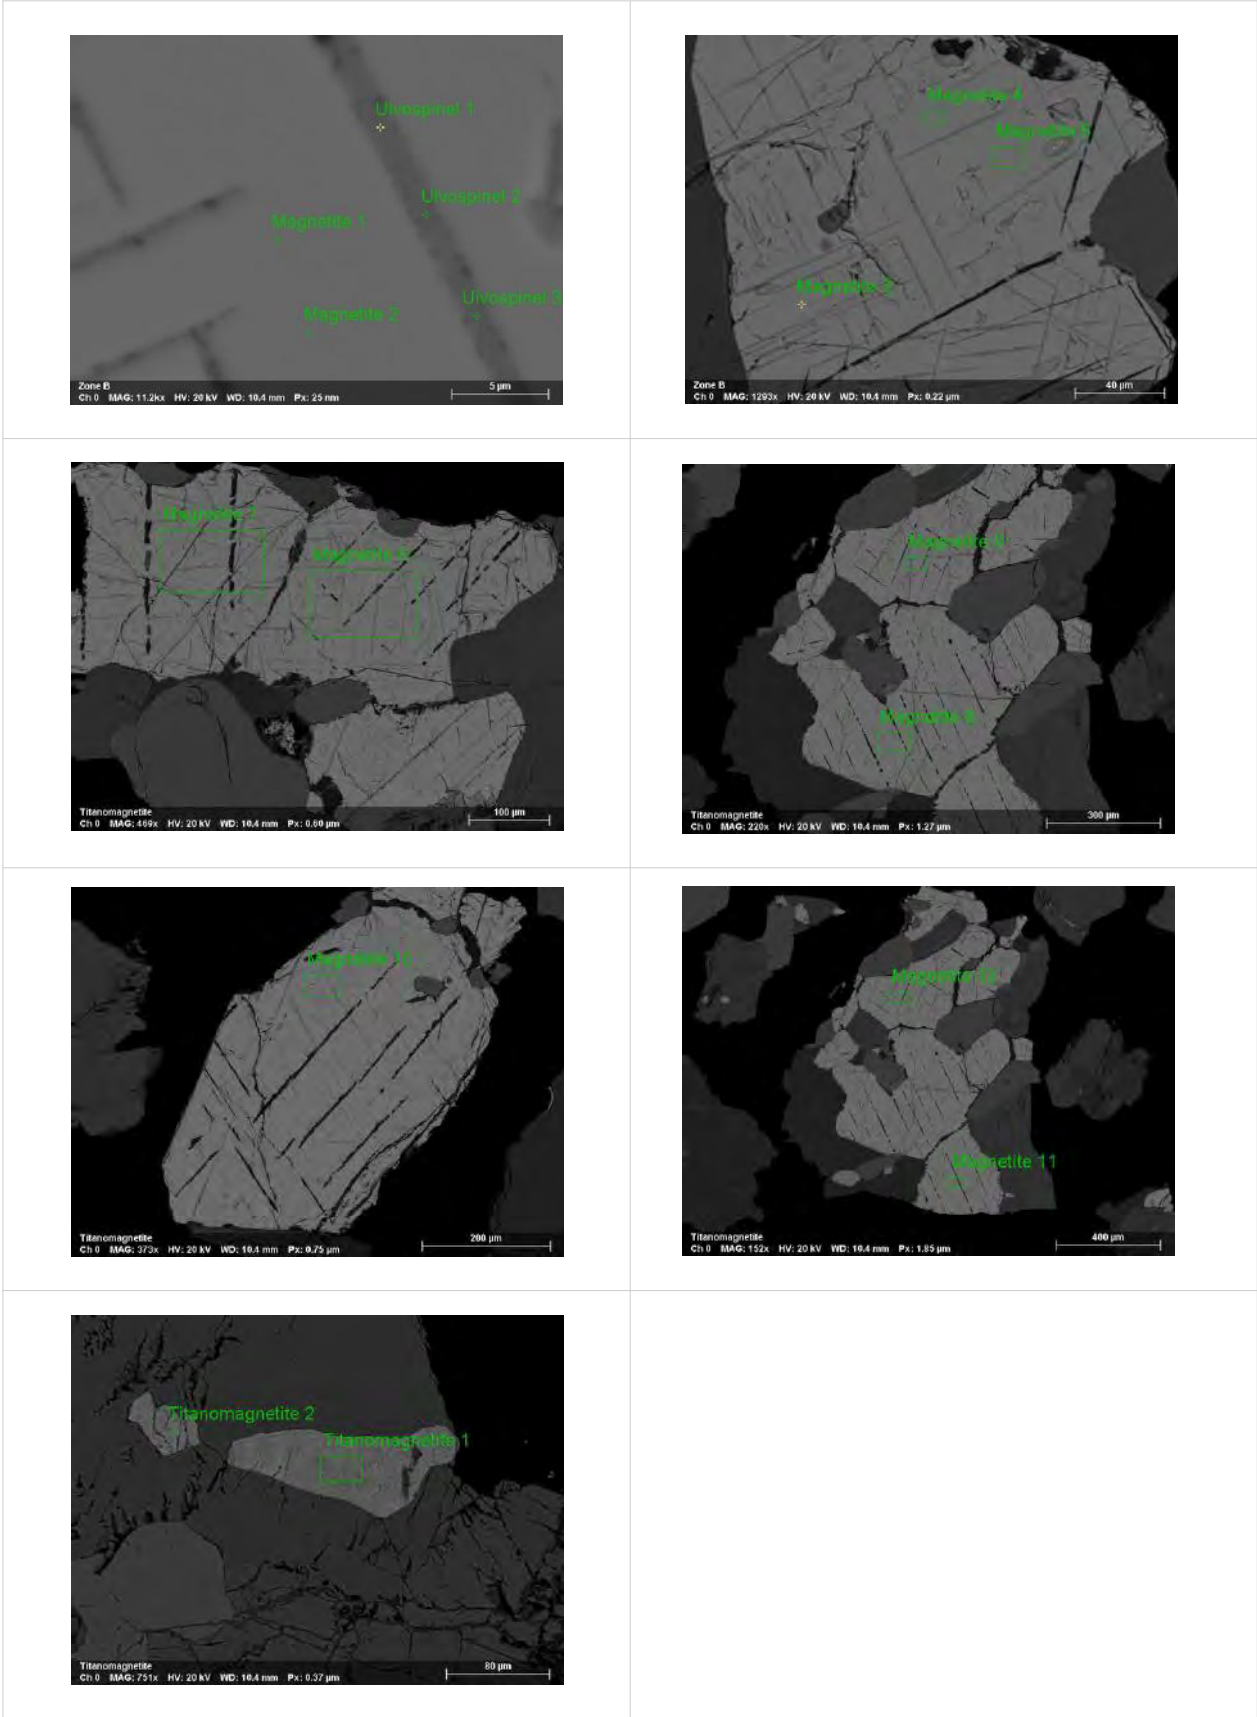 Ulvospinel 1
Ulvospinel 2
Magnetite 1
Ulvospinel 3
Magnetite 2
Zone B
5 µm
Ch 0 MAG: 11.2kx HV: 20 kV WD: 10.4 mm Px: 25 nm
Magnetite 4
Magnetite
Magnetite
Zone B
40 µm
Ch 0 MAG: 1293x HV: 20 kV WD: 10.4 mm Px: 0.22 µm
Magnetite 7
Magnetite
Titanomagnetite
100 µm
Ch 0 MAG: 469x HV: 20 kV WD: 10.4 mm Px: 0.60 µm
Magnetite
Magnetite
Titanomagnetite
300 µm
Ch 0 MAG: 220x HV: 20 kV WD: 10.4 mm Px: 1.27 µm
Magnetite 10
Titanomagnetite
200 µm
Ch 0 MAG: 373x HV: 20 kV WD: 10.4 mm Px: 0.75 µm
Magnetite 12
Magnetite 11
Titanomagnetite
400 µm
Ch 0 MAG: 152x HV: 20 kV WD: 10.4 mm Px: 1.85 µm
Titanomagnetite 2
Titanomagnetite 1
Titanomagnetite
80 µm
Ch 0 MAG: 751x HV: 20 kV WD: 10.4 mm Px: 0.37 µm